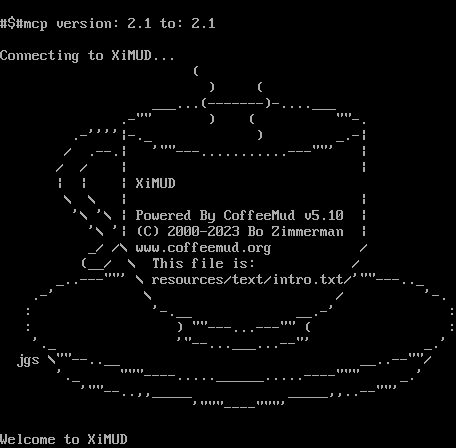 #$#mcp version: 2.1 to: 2.1
Connecting to XiMUD...
XiMUD
Powered By CoffeeMud v5.10
(C) 2000-2023 Bo Zimmerman
www.coffeemud.org
This file is:
resources/text/intro.txt/
jgs
Welcome to XiMUD